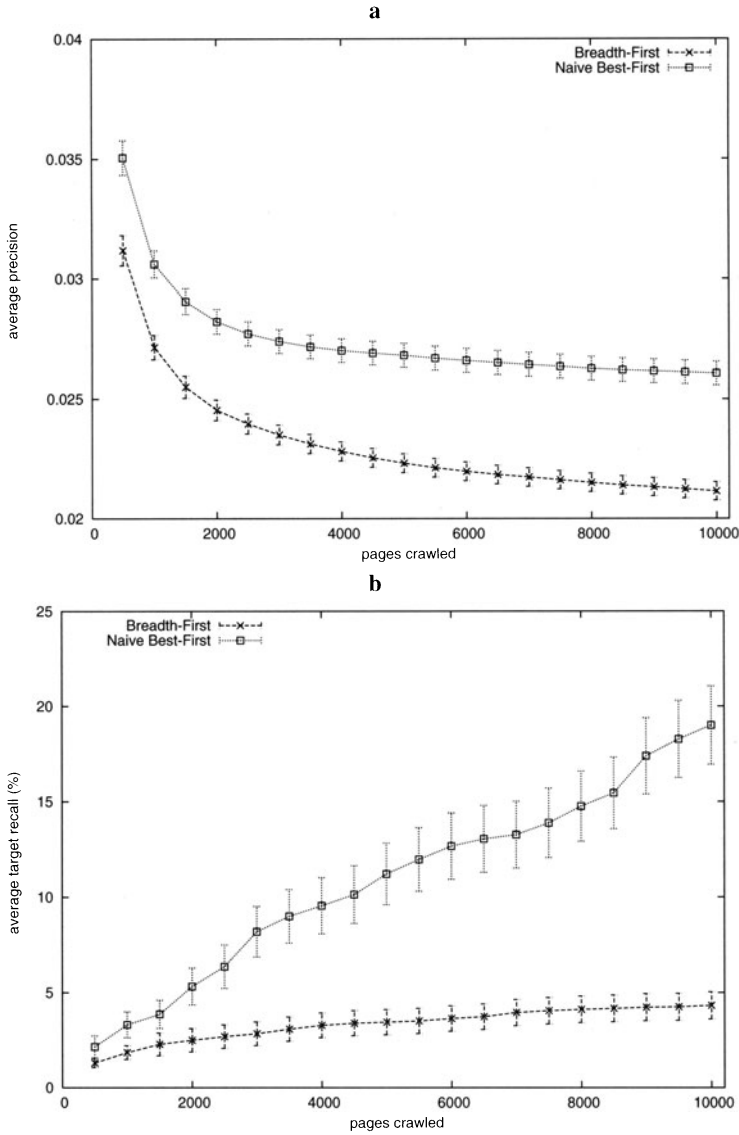 a
0.04
Breadth-First
Naive Best-First
0.035
0.03
average precision
0.025
0.02
0 2000 4000 6000 8000 10000
pages crawled
b
25
Breadth-First
Naive Best-First
20
15
average target recall (%)
10
5
0
0 2000 4000 6000 8000 10000
pages crawled